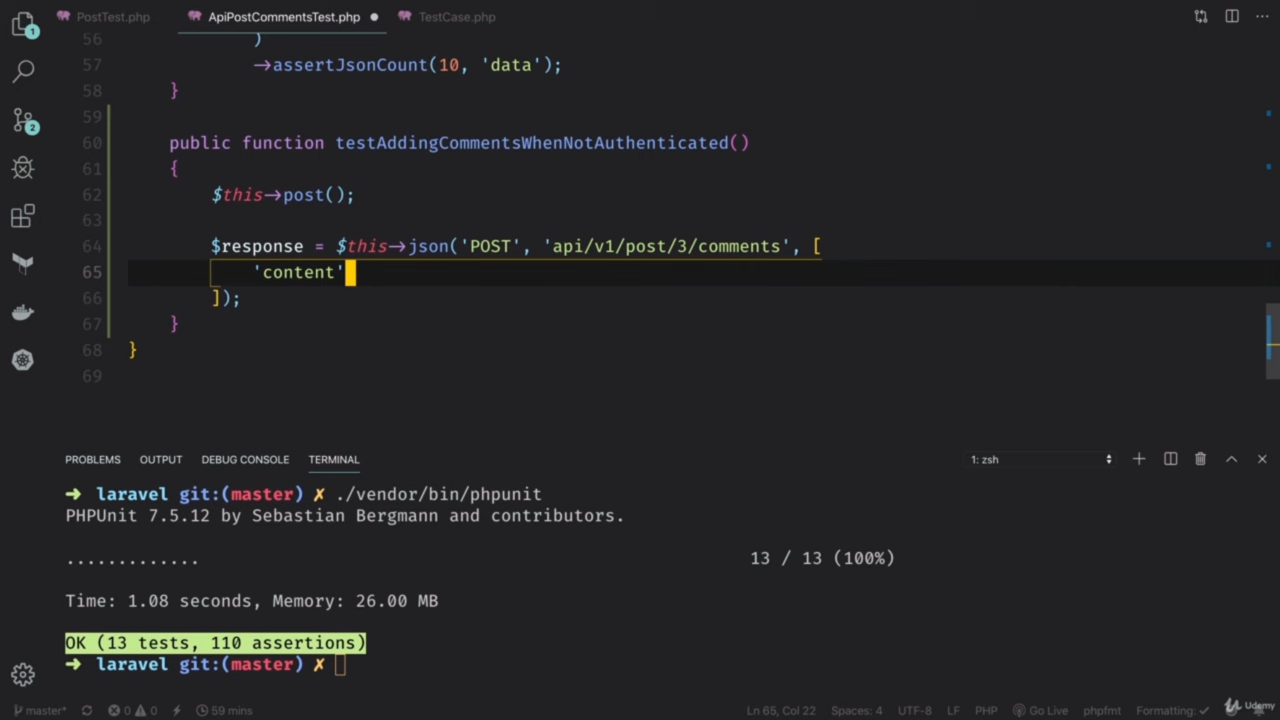 PostTest.php ApiPostCommentsTest.php TestCase.php
56 )
57 ->assertJsonCount(10, 'data');
58 }
59
60 public function testAddingCommentsWhenNotAuthenticated()
61 {
62 $this->post();
63
64 $response = $this->json('POST', 'api/v1/post/3/comments', [
65 'content'
66 ]);
67 }
68 }
69
1
2
PROBLEMS OUTPUT DEBUG CONSOLE TERMINAL 1: zsh
➜ laravel git:(master) ✗ ./vendor/bin/phpunit
PHPUnit 7.5.12 by Sebastian Bergmann and contributors.
............. 13 / 13 (100%)
Time: 1.08 seconds, Memory: 26.00 MB
OK (13 tests, 110 assertions)
➜ laravel git:(master) ✗
master* 0 0 59 mins Ln 65, Col 22 Spaces: 4 UTF-8 LF PHP Go Live phpfmt Formatting: ✓
Udemy